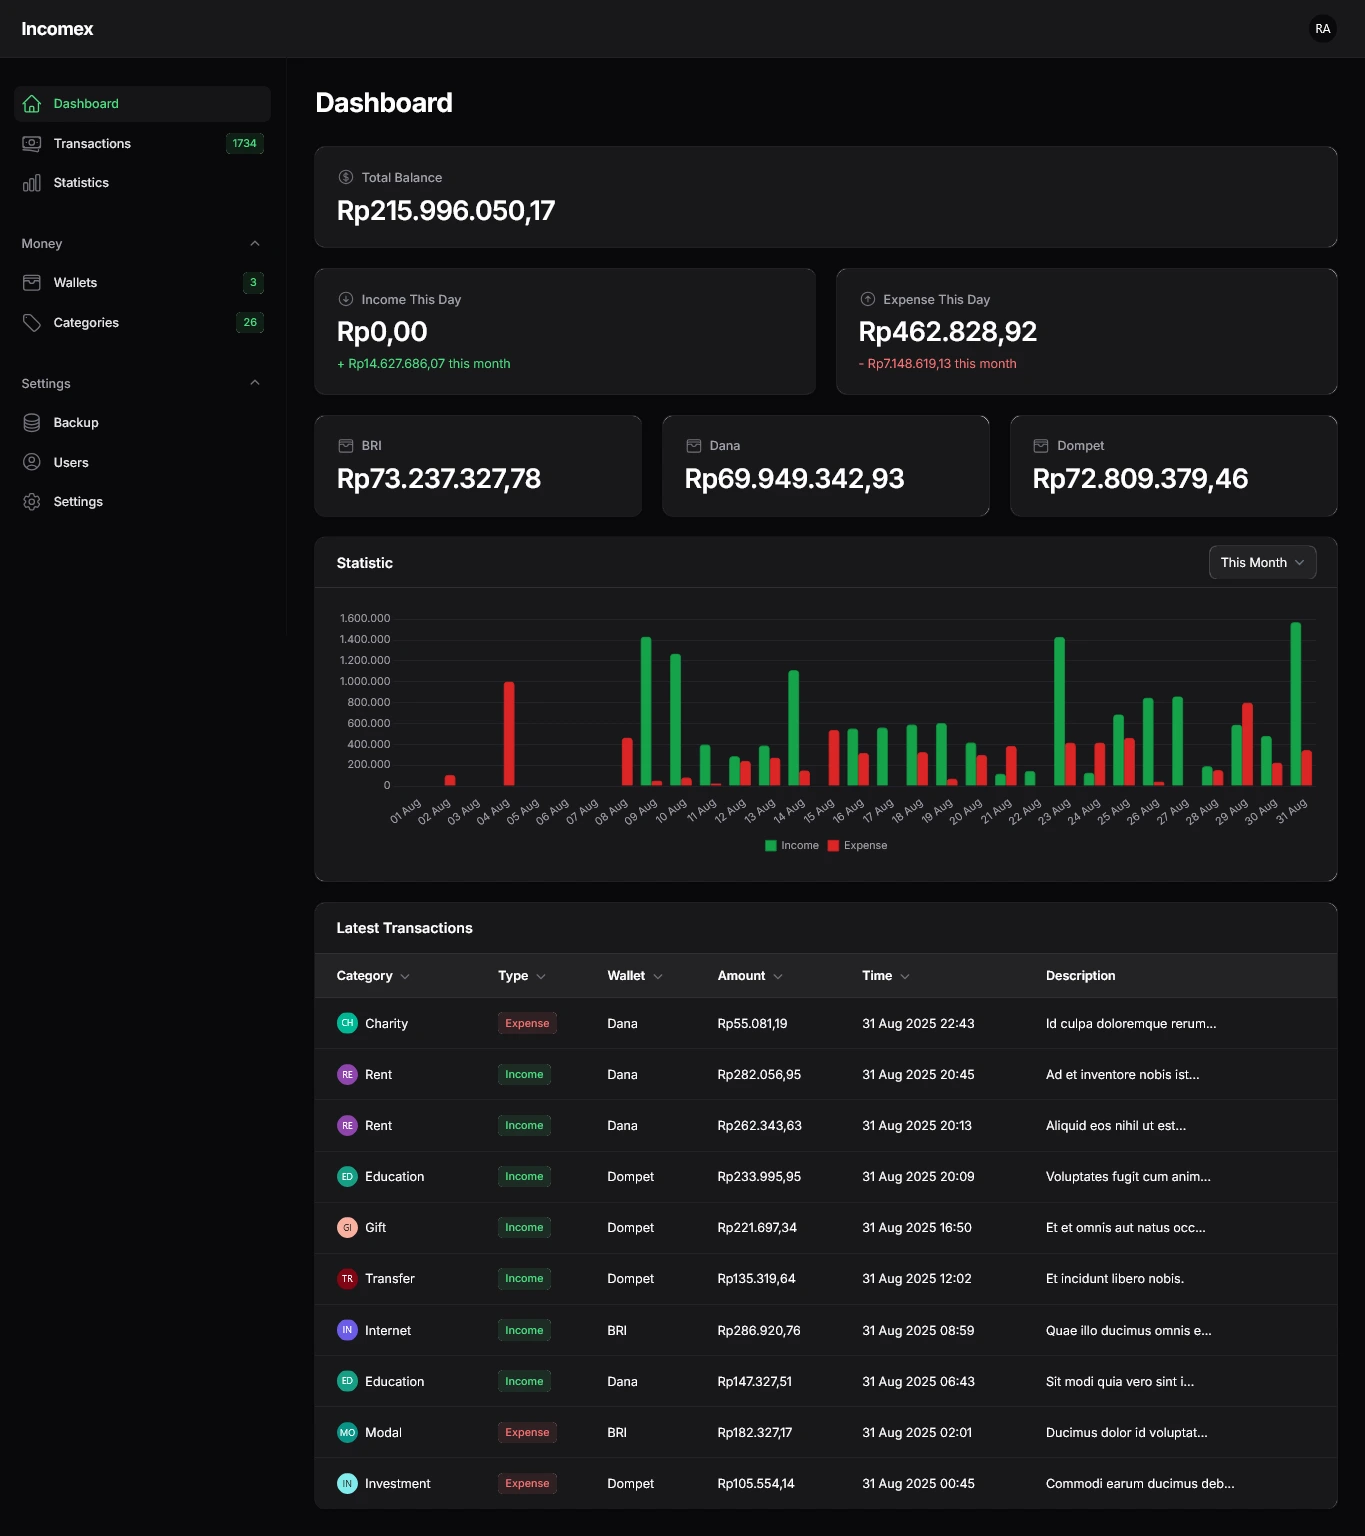 Incomex
RA
Dashboard
Transactions 1734
Statistics
Money
Wallets 3
Categories 26
Settings
Backup
Users
Settings
Dashboard
Total Balance
Rp215.996.050,17
Income This Day
Rp0,00
+ Rp14.627.686,07 this month
Expense This Day
Rp462.828,92
- Rp7.148.619,13 this month
BRI
Rp73.237.327,78
Dana
Rp69.949.342,93
Dompet
Rp72.809.379,46
Statistic
This Month
1.600.000
1.400.000
1.200.000
1.000.000
800.000
600.000
400.000
200.000
0
01 Aug 02 Aug 03 Aug 04 Aug 05 Aug 06 Aug 07 Aug 08 Aug 09 Aug 10 Aug 11 Aug 12 Aug 13 Aug 14 Aug 15 Aug 16 Aug 17 Aug 18 Aug 19 Aug 20 Aug 21 Aug 22 Aug 23 Aug 24 Aug 25 Aug 26 Aug 27 Aug 28 Aug 29 Aug 30 Aug 31 Aug
Income Expense
Latest Transactions
Category Type Wallet Amount Time Description
CH Charity Expense Dana Rp55.081,19 31 Aug 2025 22:43 Id culpa doloremque rerum...
RE Rent Income Dana Rp282.056,95 31 Aug 2025 20:45 Ad et inventore nobis ist...
RE Rent Income Dana Rp262.343,63 31 Aug 2025 20:13 Aliquid eos nihil ut est...
ED Education Income Dompet Rp233.995,95 31 Aug 2025 20:09 Voluptates fugit cum anim...
GI Gift Income Dompet Rp221.697,34 31 Aug 2025 16:50 Et et omnis aut natus occ...
TR Transfer Income Dompet Rp135.319,64 31 Aug 2025 12:02 Et incidunt libero nobis.
IN Internet Income BRI Rp286.920,76 31 Aug 2025 08:59 Quae illo ducimus omnis e...
ED Education Income Dana Rp147.327,51 31 Aug 2025 06:43 Sit modi quia vero sint i...
MO Modal Expense BRI Rp182.327,17 31 Aug 2025 02:01 Ducimus dolor id voluptat...
IN Investment Expense Dompet Rp105.554,14 31 Aug 2025 00:45 Commodi earum ducimus deb...